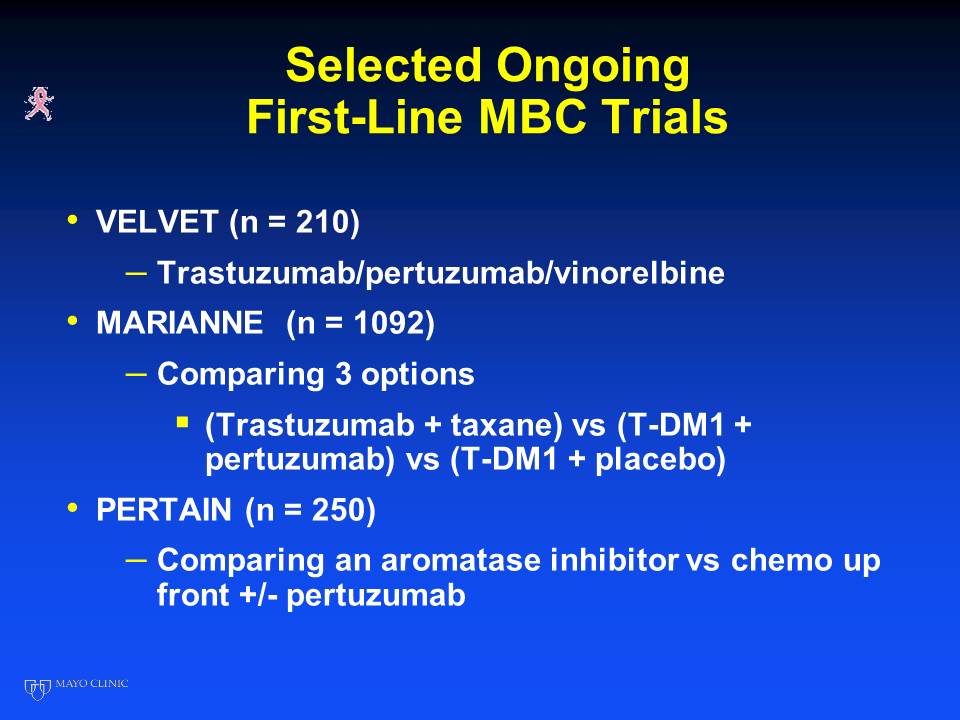 Selected Ongoing
First-Line MBC Trials
• VELVET (n = 210)
– Trastuzumab/pertuzumab/vinorelbine
• MARIANNE (n = 1092)
– Comparing 3 options
▪ (Trastuzumab + taxane) vs (T-DM1 +
pertuzumab) vs (T-DM1 + placebo)
• PERTAIN (n = 250)
– Comparing an aromatase inhibitor vs chemo up
front +/- pertuzumab
MAYO CLINIC